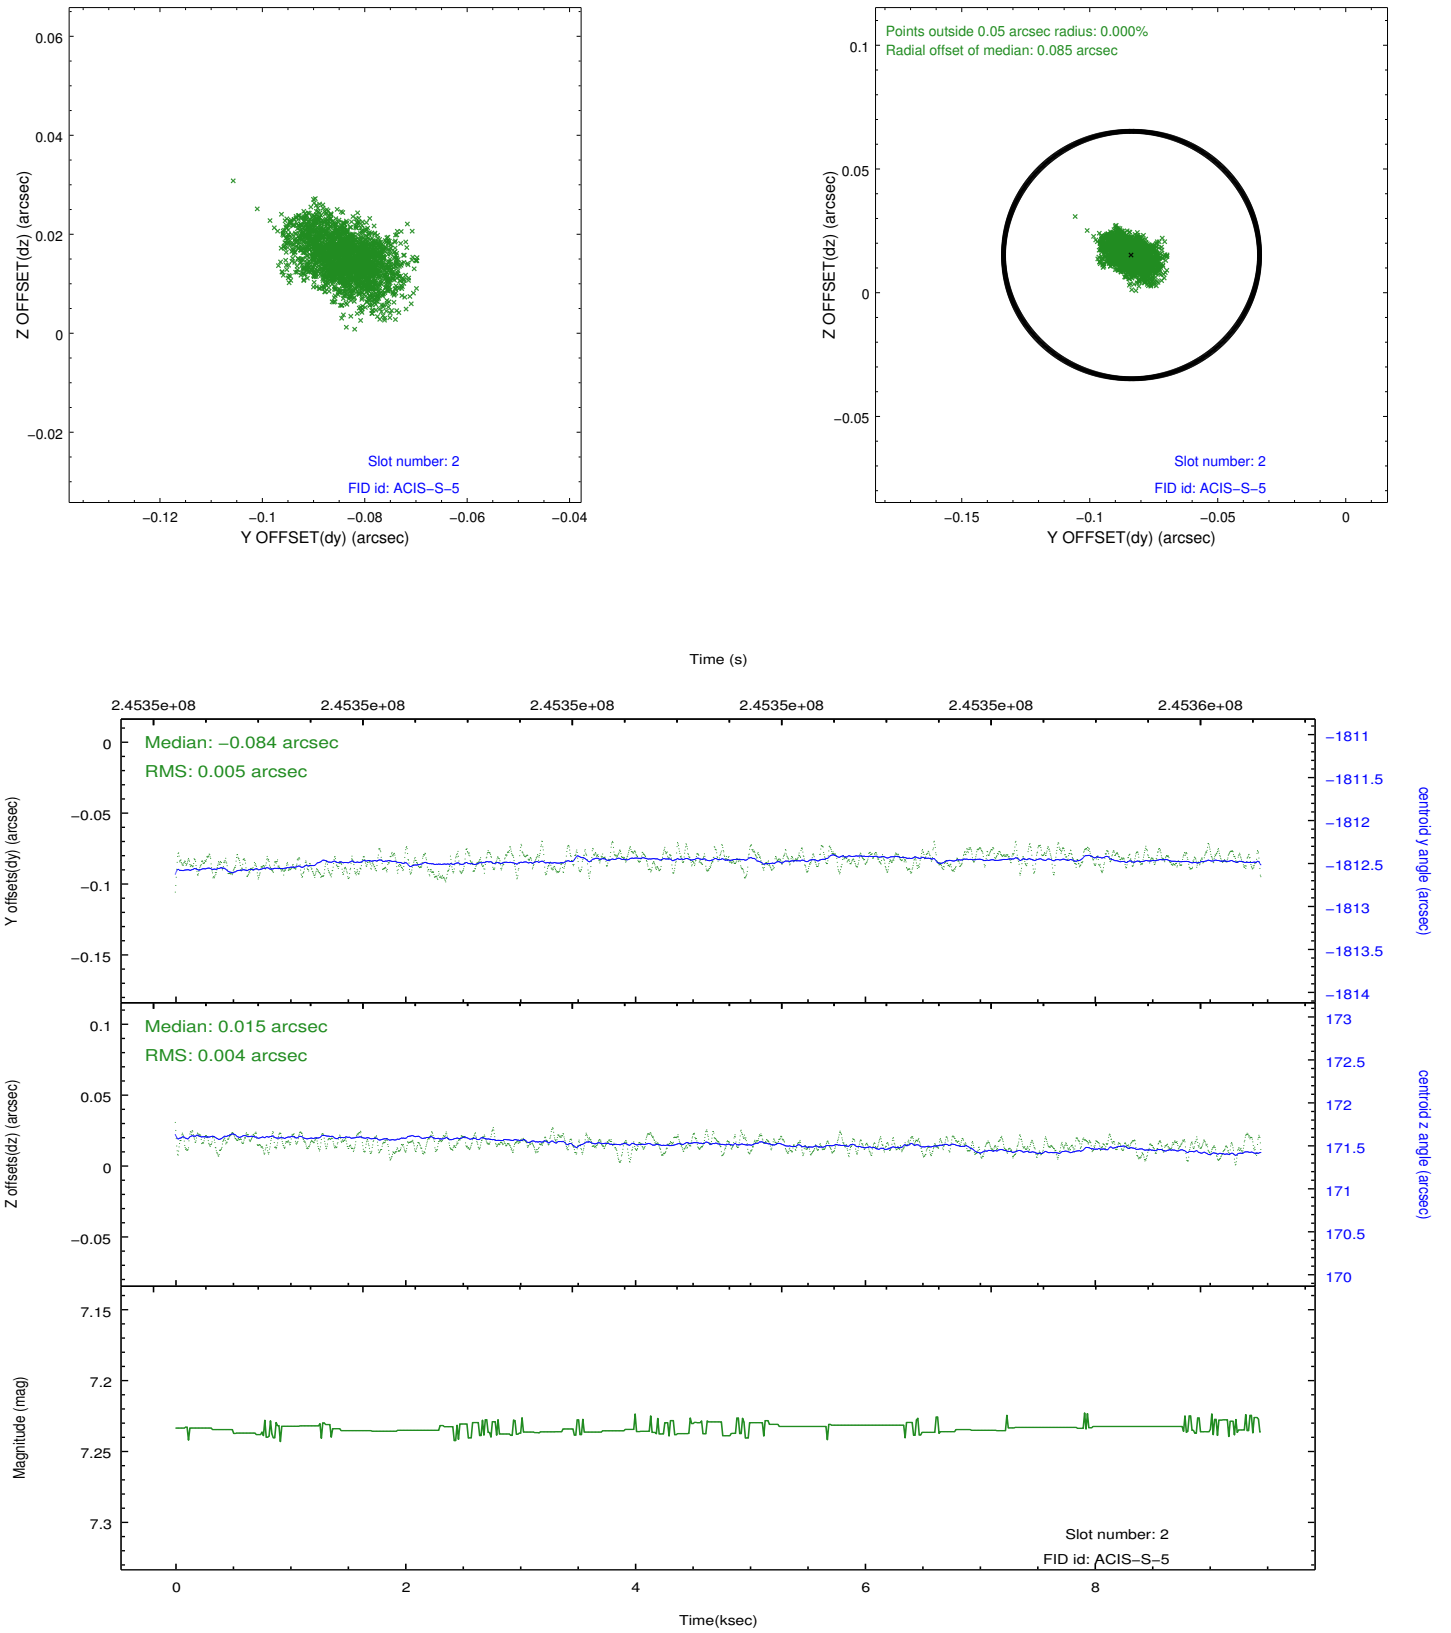 0.06
0.04
0.02
0
−0.02
Z OFFSET(dz) (arcsec)
Slot number: 2
FID id: ACIS−S−5
−0.12
−0.1
−0.08
−0.06
−0.04
Y OFFSET(dy) (arcsec)
Points outside 0.05 arcsec radius: 0.000%
Radial offset of median: 0.085 arcsec
0.1
0.05
0
−0.05
Z OFFSET(dz) (arcsec)
Slot number: 2
FID id: ACIS−S−5
−0.15
−0.1
−0.05
0
Y OFFSET(dy) (arcsec)
Time (s)
2.4535e+08
2.4535e+08
2.4535e+08
2.4535e+08
2.4535e+08
2.4536e+08
Median: −0.084 arcsec
RMS: 0.005 arcsec
0
−0.05
−0.1
−0.15
Y offsets(dy) (arcsec)
−1811
−1811.5
−1812
−1812.5
−1813
−1813.5
−1814
centroid y angle (arcsec)
Median: 0.015 arcsec
RMS: 0.004 arcsec
0.1
0.05
0
−0.05
Z offsets(dz) (arcsec)
173
172.5
172
171.5
171
170.5
170
centroid z angle (arcsec)
7.15
7.2
7.25
7.3
Magnitude (mag)
Slot number: 2
FID id: ACIS−S−5
0
2
4
6
8
Time(ksec)